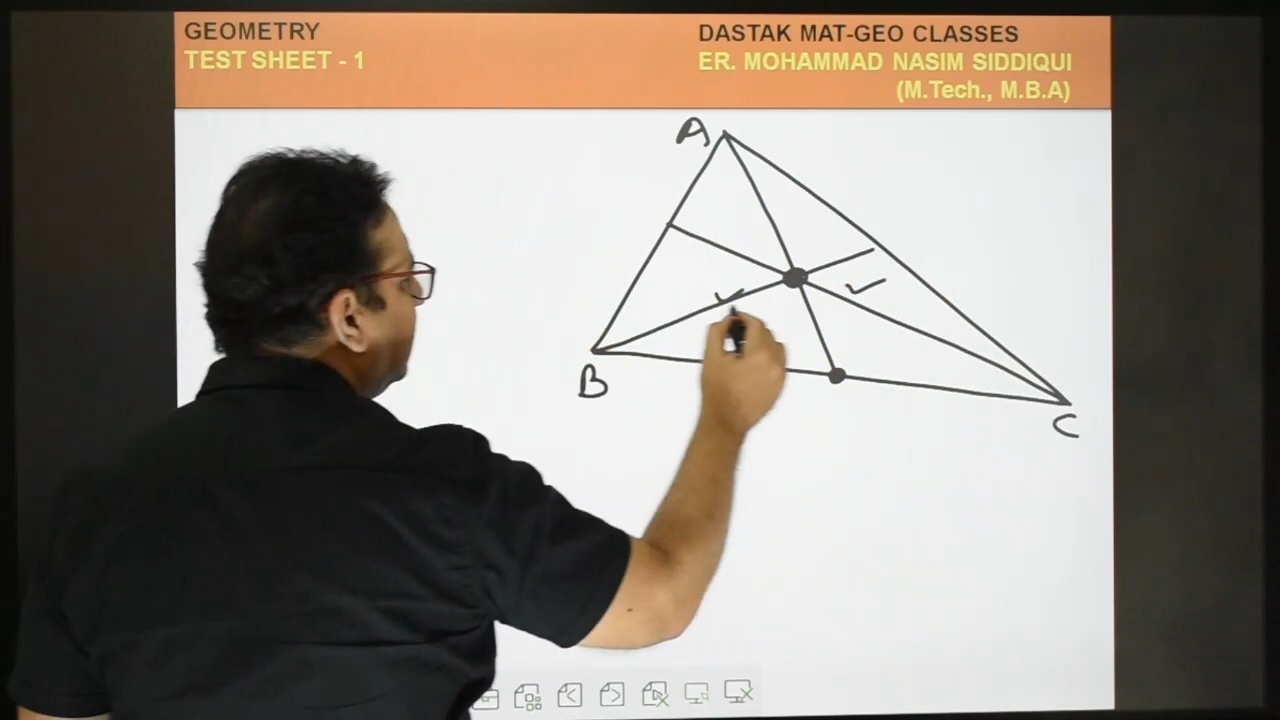 GEOMETRY
TEST SHEET - 1
DASTAK MAT-GEO CLASSES
ER. MOHAMMAD NASIM SIDDIQUI
(M.Tech., M.B.A)
A
B
C